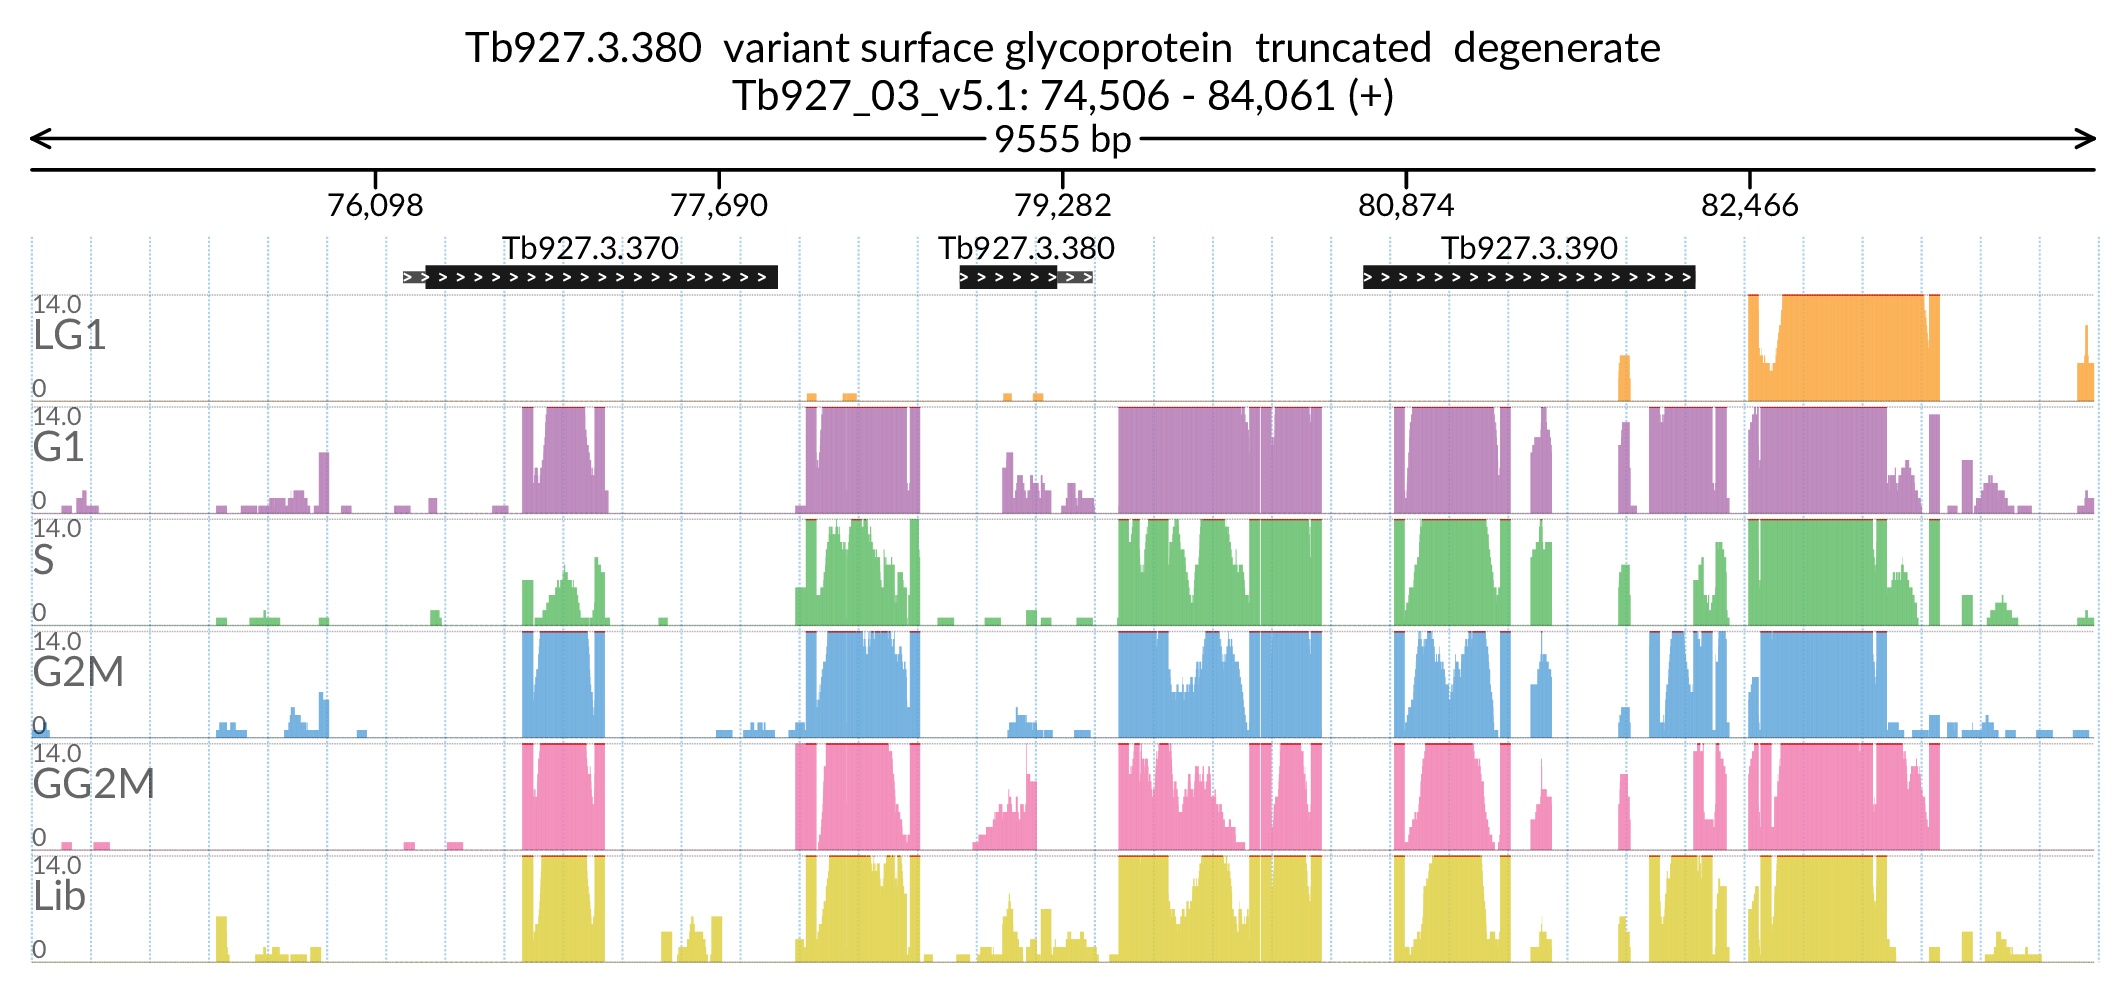 Tb927.3.380 variant surface glycoprotein truncated degenerate
Tb927_03_v5.1: 74,506 - 84,061 (+)
9555 bp
76,098 77,690 79,282 80,874 82,466
Tb927.3.370 Tb927.3.380 Tb927.3.390
14.0
LG1
0
14.0
G1
0
14.0
S
0
14.0
G2M
0
14.0
GG2M
0
14.0
Lib
0